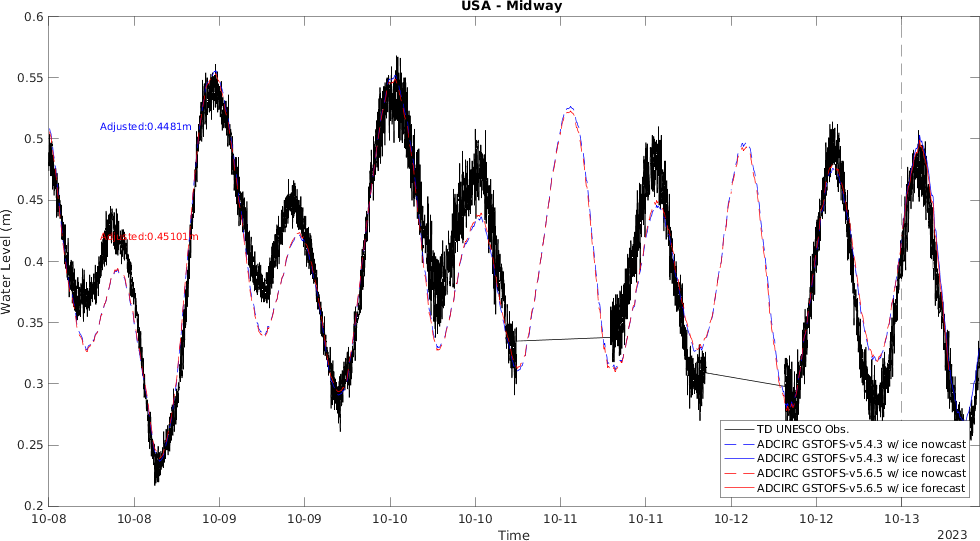 USA - Midway
0.6
0.55
0.5
0.45
0.4
0.35
0.3
0.25
0.2
Water Level (m)
Adjusted:0.4481m
Adjusted:0.45101m
TD UNESCO Obs.
ADCIRC GSTOFS-v5.4.3 w/ ice nowcast
ADCIRC GSTOFS-v5.4.3 w/ ice forecast
ADCIRC GSTOFS-v5.6.5 w/ ice nowcast
ADCIRC GSTOFS-v5.6.5 w/ ice forecast
10-08 10-08 10-09 10-09 10-10 10-10 10-11 10-11 10-12 10-12 10-13
Time
2023